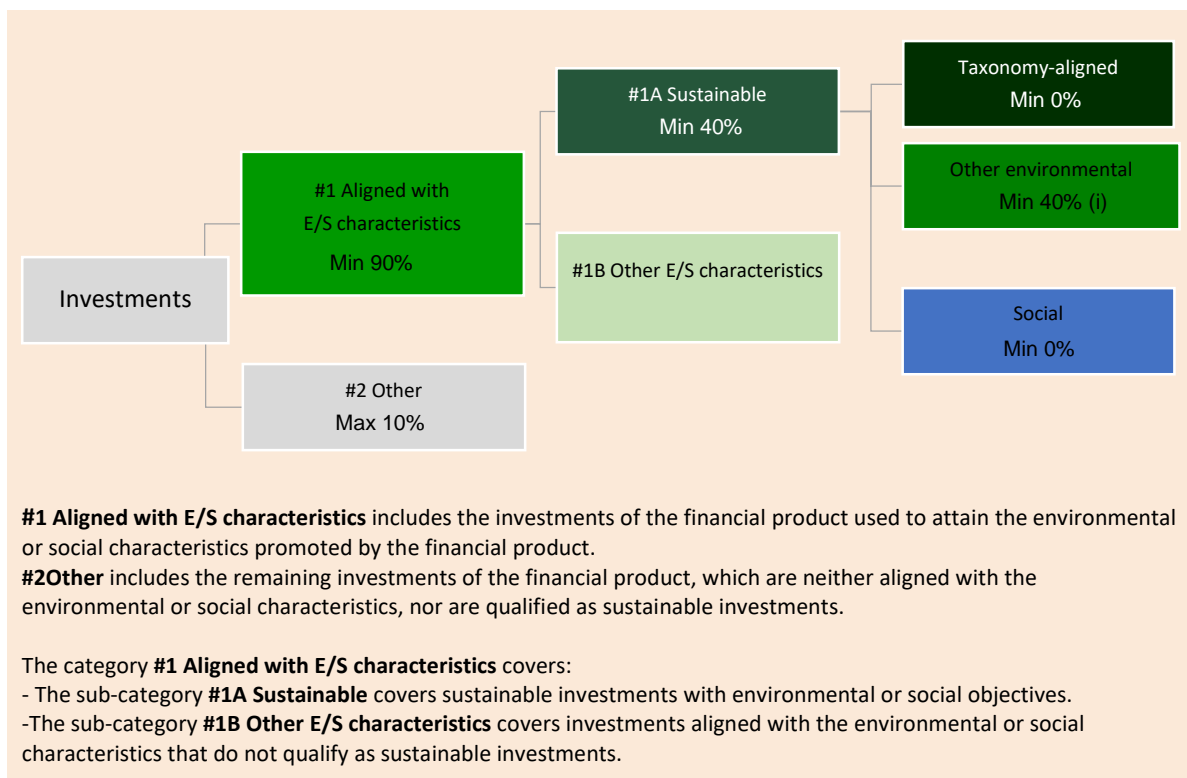 Investments
#1 Aligned with
E/S characteristics
Min 90%
#2 Other
Max 10%
#1A Sustainable
Min 40%
#1B Other E/S characteristics
Taxonomy-aligned
Min 0%
Other environmental
Min 40% (i)
Social
Min 0%
#1 Aligned with E/S characteristics includes the investments of the financial product used to attain the environmental
or social characteristics promoted by the financial product.
#2Other includes the remaining investments of the financial product, which are neither aligned with the
environmental or social characteristics, nor are qualified as sustainable investments.
The category #1 Aligned with E/S characteristics covers:
- The sub-category #1A Sustainable covers sustainable investments with environmental or social objectives.
-The sub-category #1B Other E/S characteristics covers investments aligned with the environmental or social
characteristics that do not qualify as sustainable investments.